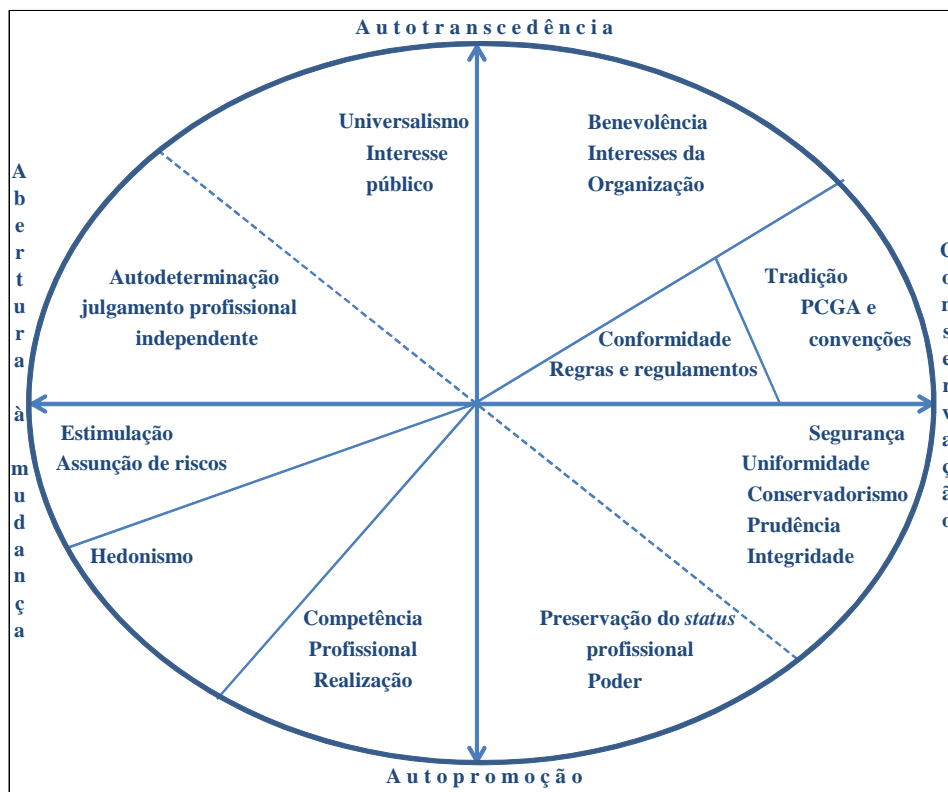 Autotranscedência
Universalismo
Interesse
público
Benevolência
Interesses da
Organização
Abertura à mudança
Conservação
Autodeterminação
julgamento profissional
independente
Tradição
PCGA e
convenções
Conformidade
Regras e regulamentos
Estimulação
Assunção de riscos
Segurança
Uniformidade
Conservadorismo
Prudência
Integridade
Hedonismo
Competência
Profissional
Realização
Preservação do status
profissional
Poder
Autopromoção